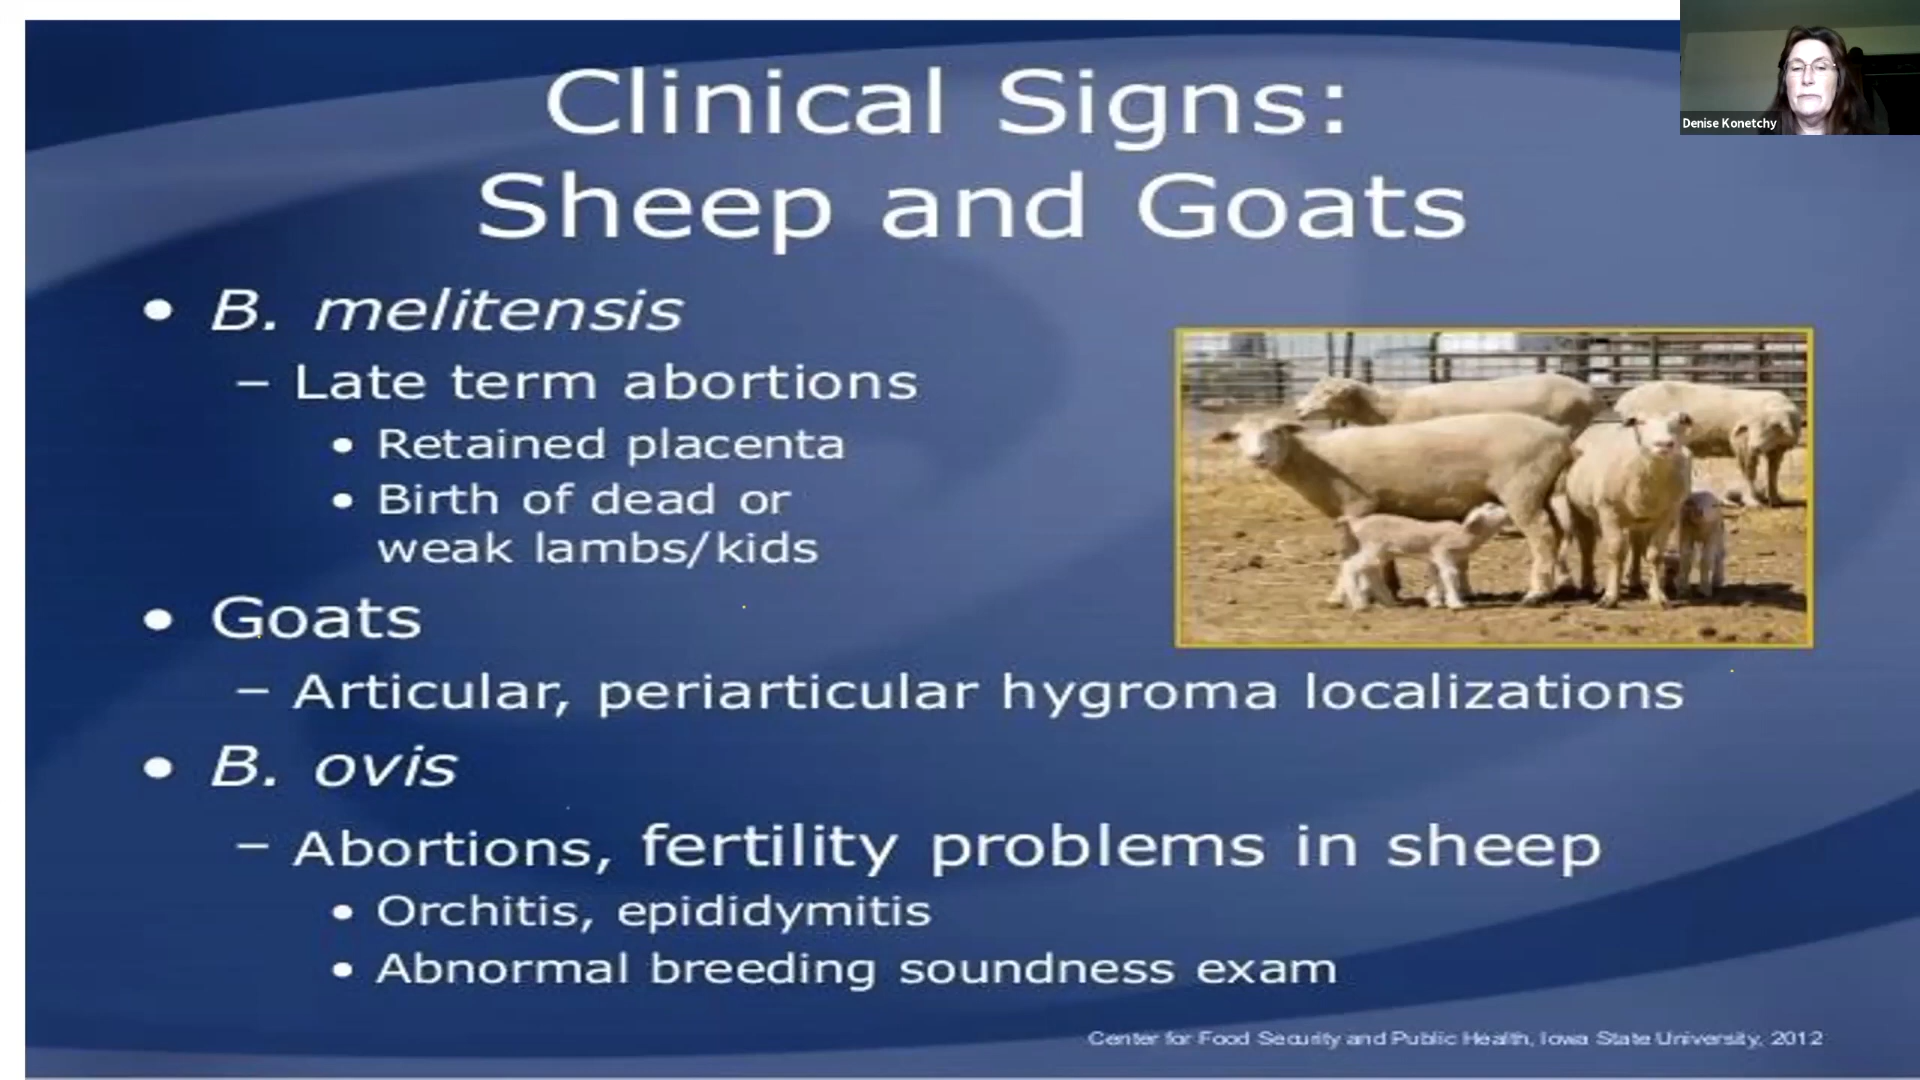 Clinical Signs:
Sheep and Goats
• B. melitensis
– Late term abortions
• Retained placenta
• Birth of dead or
weak lambs/kids
• Goats
– Articular, periarticular hygroma localizations
• B. ovis
– Abortions, fertility problems in sheep
• Orchitis, epididymitis
• Abnormal breeding soundness exam
Center for Food Security and Public Health, Iowa State University, 2012
Denise Konetchy